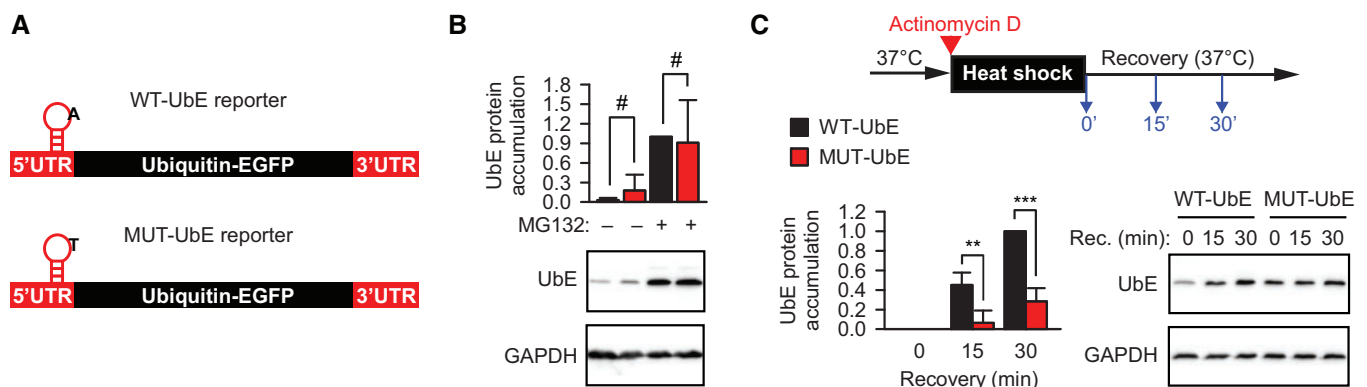 A
WT-UbE reporter
A
5'UTR Ubiquitin-EGFP 3'UTR
MUT-UbE reporter
T
5'UTR Ubiquitin-EGFP 3'UTR
B
UbE protein
accumulation
1.8
1.5
1.2
0.9
0.6
0.3
0.0
#
#
MG132: – – + +
UbE
GAPDH
C
Actinomycin D
37°C Heat shock Recovery (37°C)
0' 15' 30'
WT-UbE
MUT-UbE
UbE protein
accumulation
1.2
1.0
0.8
0.6
0.4
0.2
0.0
**
***
0 15 30
Recovery (min)
WT-UbE MUT-UbE
Rec. (min): 0 15 30 0 15 30
UbE
GAPDH